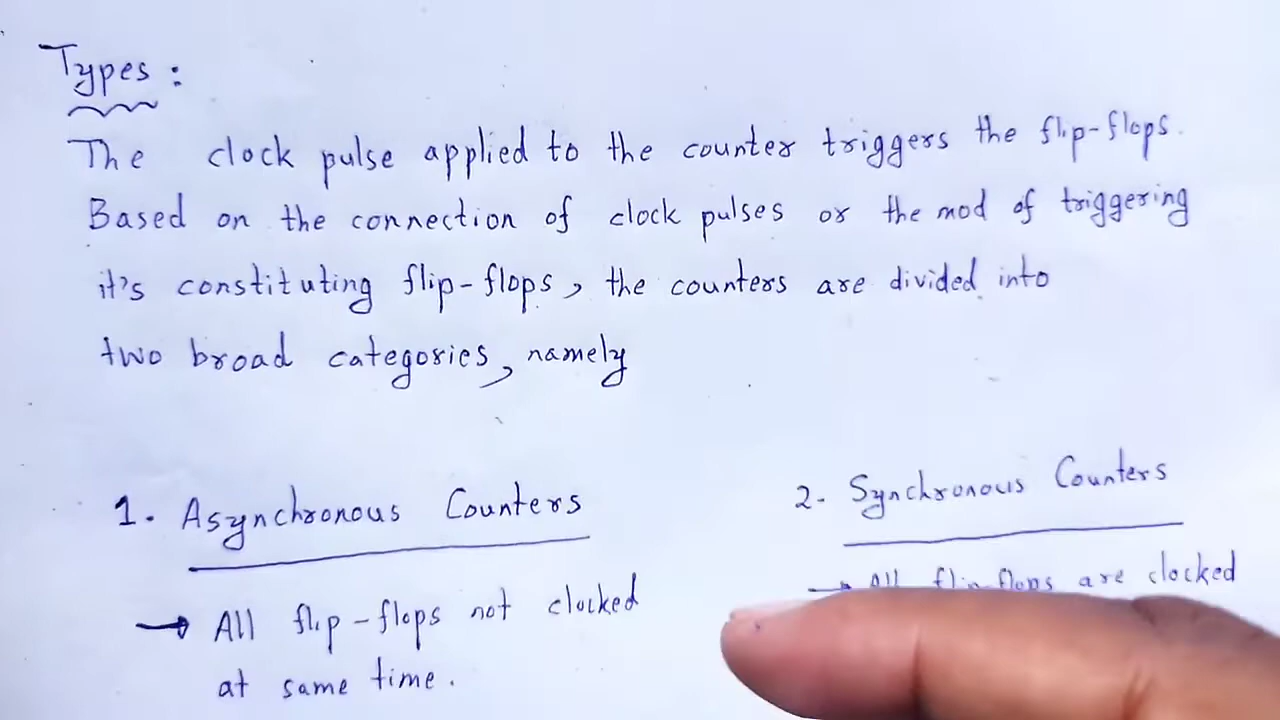 Types :
The clock pulse applied to the counter triggers the flip-flops.
Based on the connection of clock pulses or the mod of triggering
it's constituting flip-flops, the counters are divided into
two broad categories, namely
1. Asynchronous Counters
→ All flip-flops not clocked
at same time.
2. Synchronous Counters
→ All flip-flops are clocked